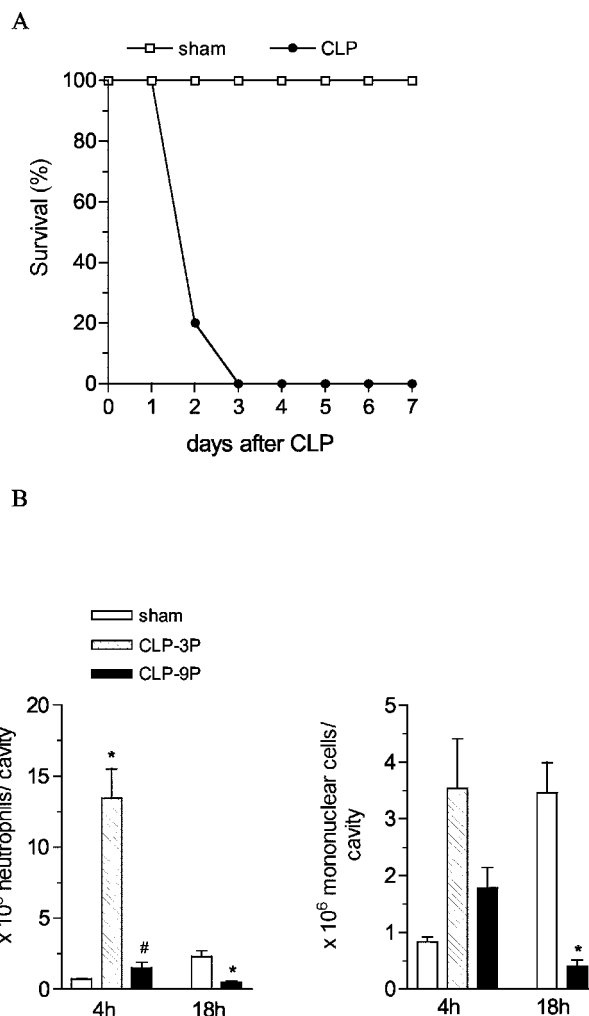 A
sham CLP
100
80
60
40
20
0
Survival (%)
0 1 2 3 4 5 6 7
days after CLP
B
sham
CLP-3P
CLP-9P
20
15
10
5
0
neutrophils/ cavity
*
#
*
4h 18h
5
4
3
2
1
0
x 10⁶ mononuclear cells/
cavity
*
4h 18h